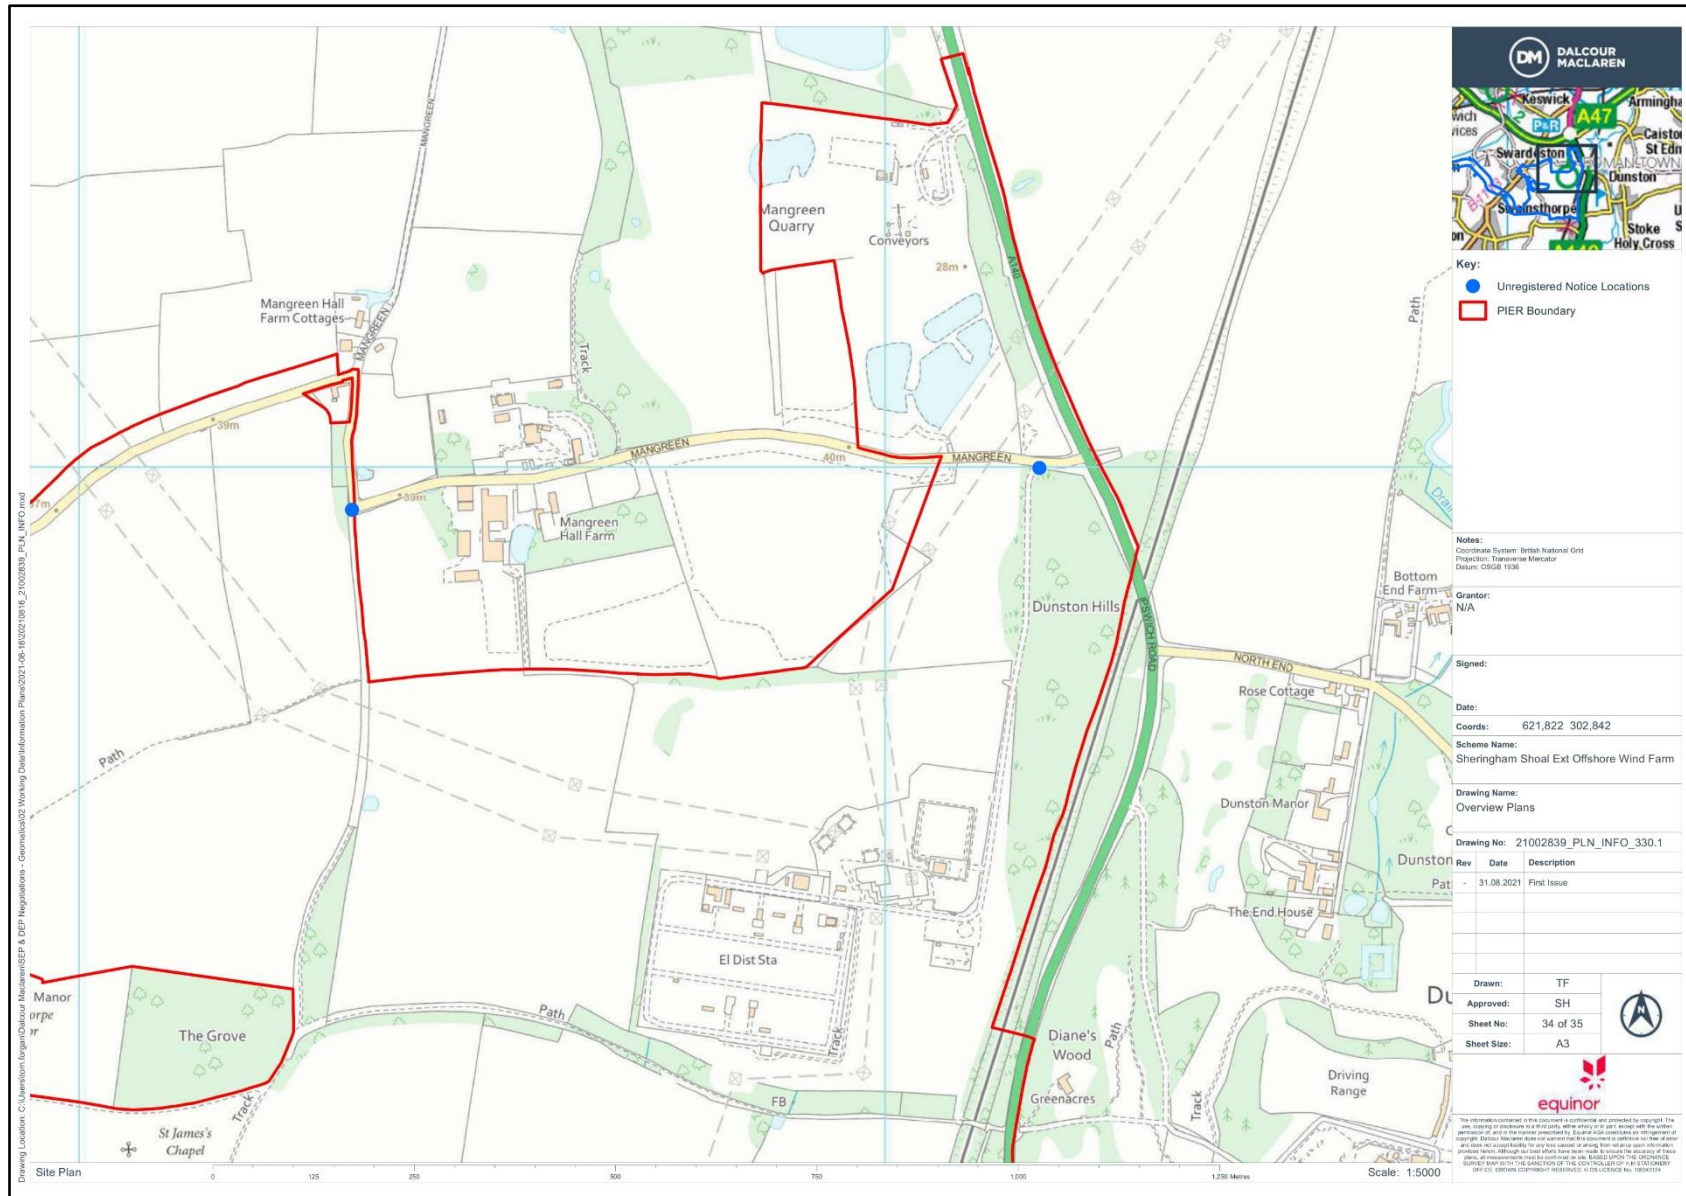 MANGREEN
Mangreen
Quarry
Conveyors
28m
A140
Mangreen Hall
Farm Cottages
MANGREEN
Track
Path
39m
MANGREEN
40m
MANGREEN
39m
37m
Mangreen
Hall Farm
Dunston Hills
IPSWICH ROAD
Bottom
End Farm
NORTH END
Rose Cottage
Path
Dunston Manor
Dunston
The End House
El Dist Sta
Manor
orpe
or
The Grove
Path
Track
Diane's
Wood
Path
Greenacres
Track
Driving
Range
FB
Track
St James's
Chapel
Site Plan
0 125 250 500 750 1,000 1,250 Metres
Scale: 1:5000
DM DALCOUR
MACLAREN
Keswick
A47
P&R
Swardeston
Dunston
Swainsthorpe
Stoke
Holy Cross
Key:
Unregistered Notice Locations
PIER Boundary
Notes:
Coordinate System: British National Grid
Projection: Transverse Mercator
Datum: OSGB 1936
Grantor:
N/A
Signed:
Date:
Coords: 621,822 302,842
Scheme Name:
Sheringham Shoal Ext Offshore Wind Farm
Drawing Name:
Overview Plans
Drawing No: 21002839_PLN_INFO_330.1
Rev Date Description
- 31.08.2021 First Issue
Drawn: TF
Approved: SH
Sheet No: 34 of 35
Sheet Size: A3
N
equinor